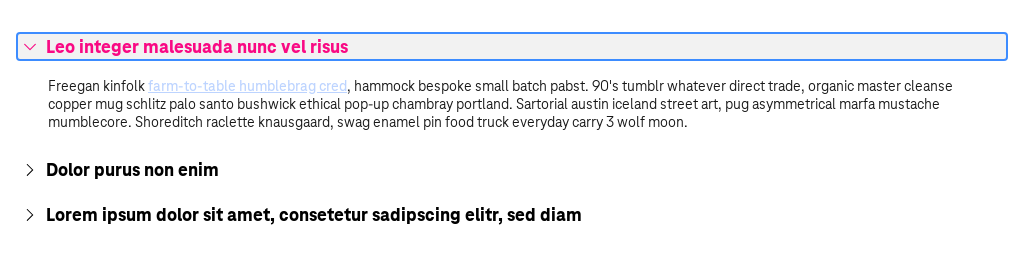 Leo integer malesuada nunc vel risus
Freegan kinfolk farm-to-table humblebrag cred, hammock bespoke small batch pabst. 90's tumblr whatever direct trade, organic master cleanse
copper mug schlitz palo santo bushwick ethical pop-up chambray portland. Sartorial austin iceland street art, pug asymmetrical marfa mustache
mumblecore. Shoreditch raclette knausgaard, swag enamel pin food truck everyday carry 3 wolf moon.
Dolor purus non enim
Lorem ipsum dolor sit amet, consetetur sadipscing elitr, sed diam